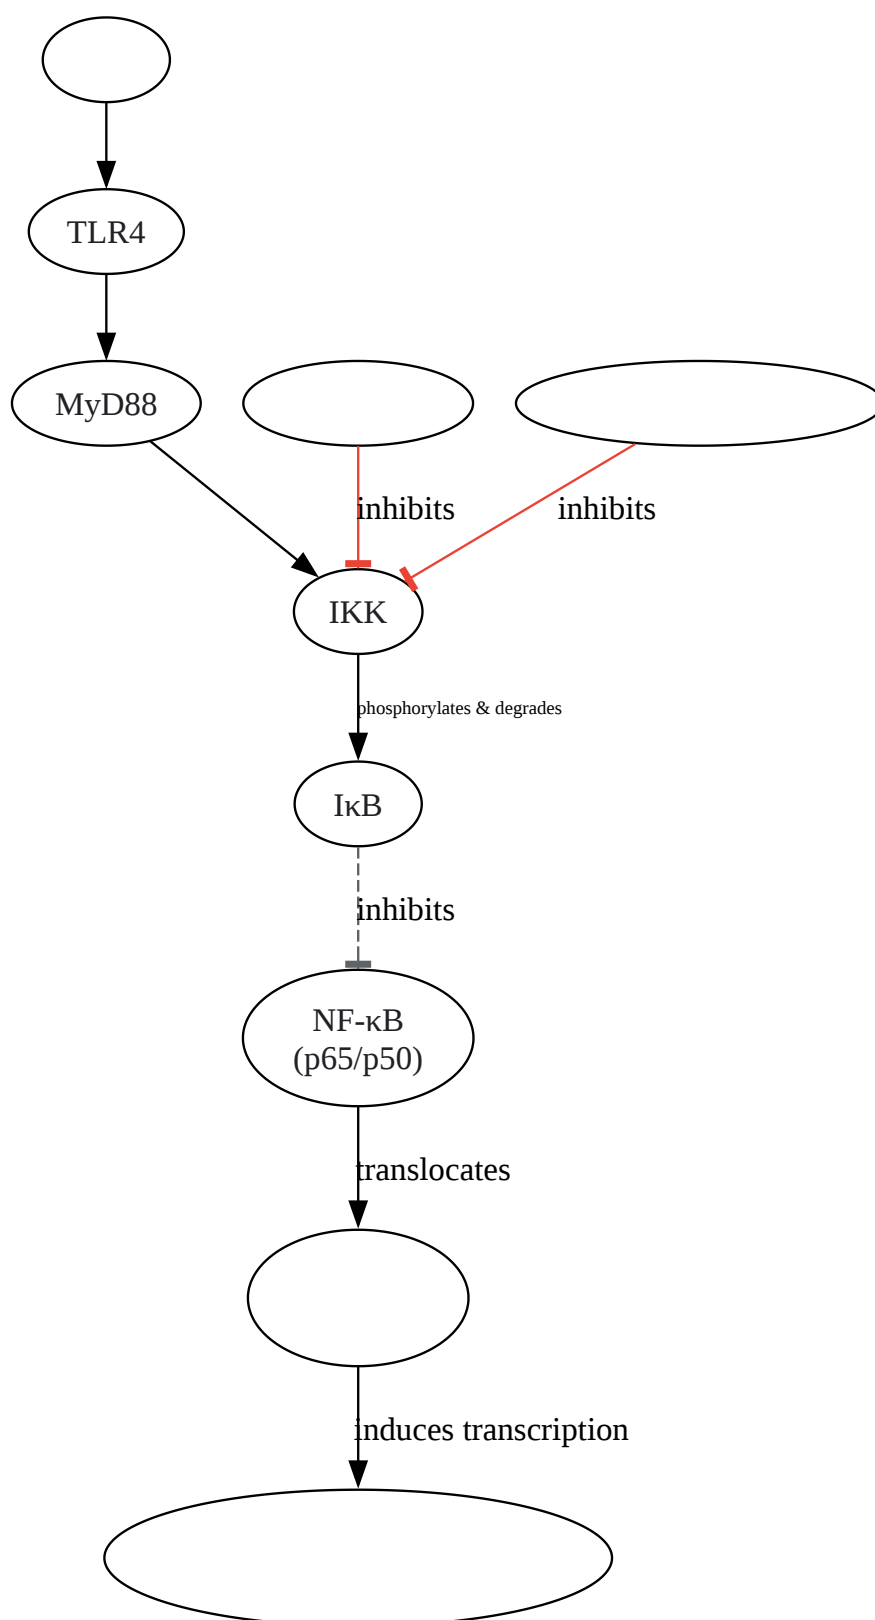 TLR4
MyD88
inhibits
inhibits
IKK
phosphorylates & degrades
IκB
inhibits
NF-κB
(p65/p50)
translocates
induces transcription